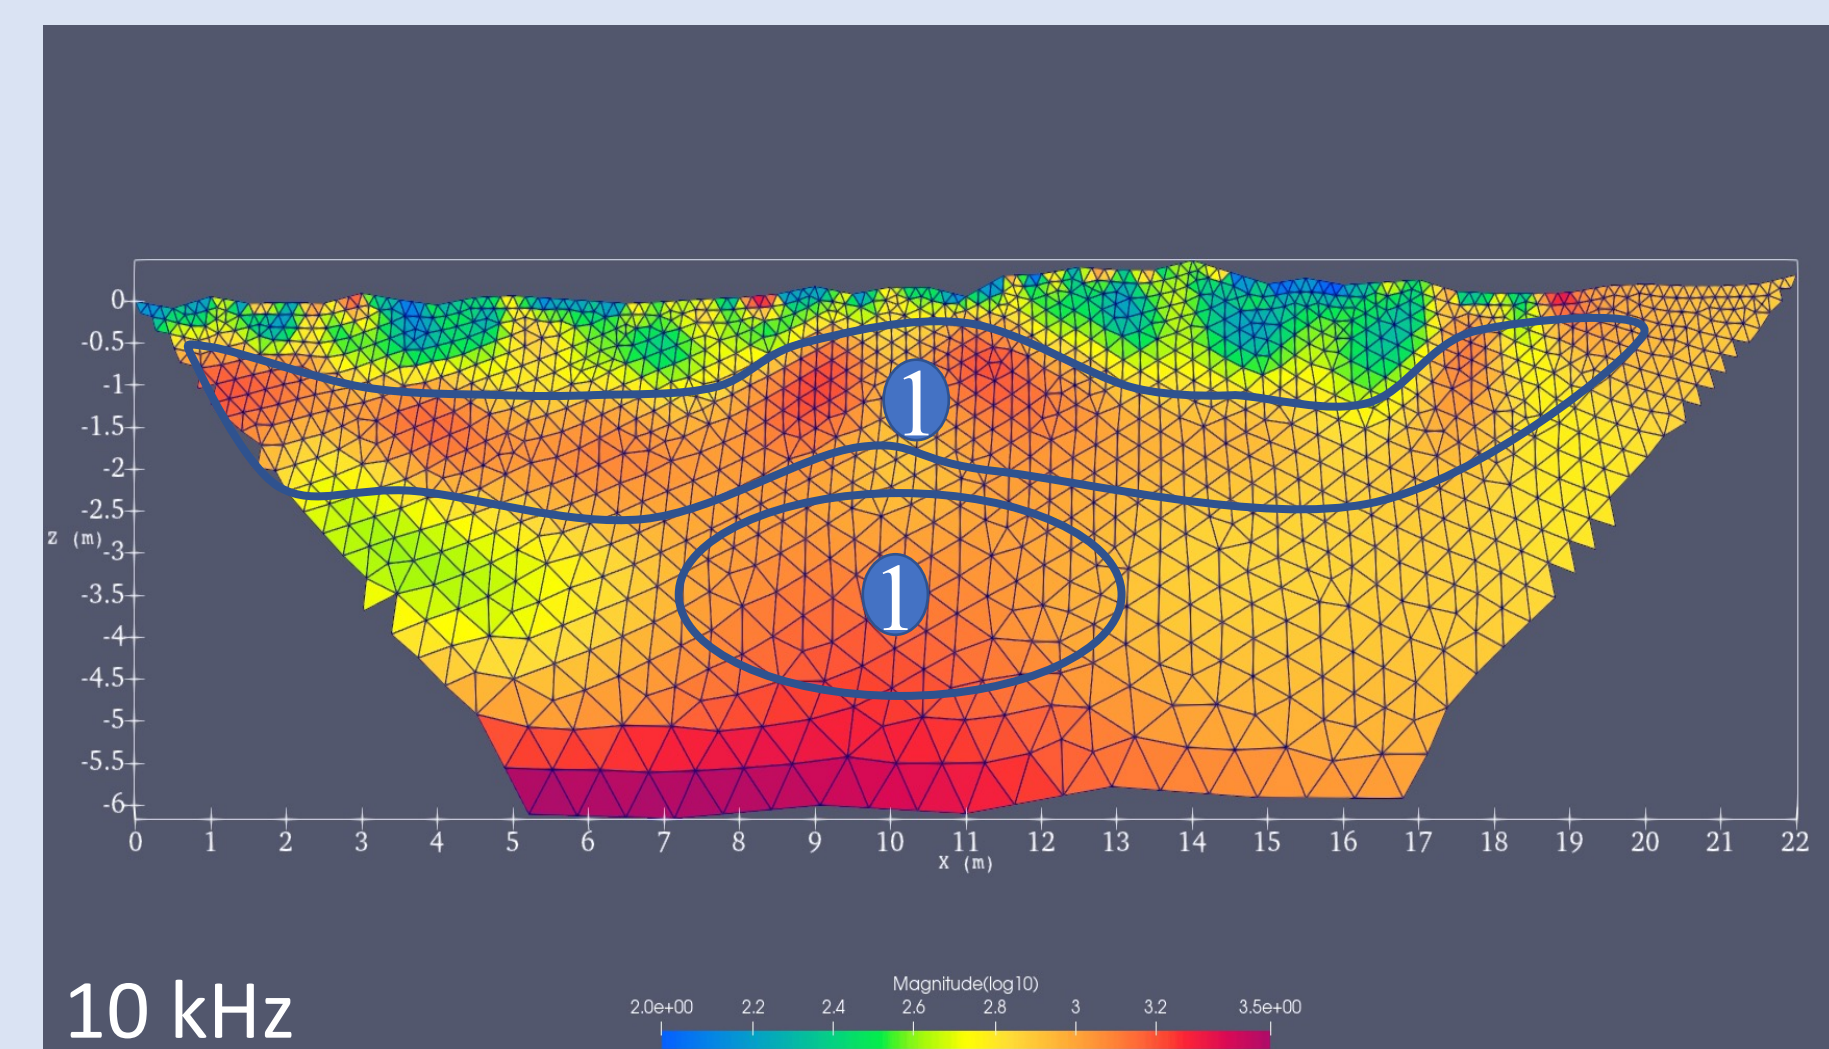 0
-0.5
-1
-1.5
-2
-2.5
Z (m)
-3
-3.5
-4
-4.5
-5
-5.5
-6
1
1
0 1 2 3 4 5 6 7 8 9 10 11 12 13 14 15 16 17 18 19 20 21 22
X (m)
10 kHz
Magnitude(log10)
2.0e+00 2.2 2.4 2.6 2.8 3 3.2 3.5e+00